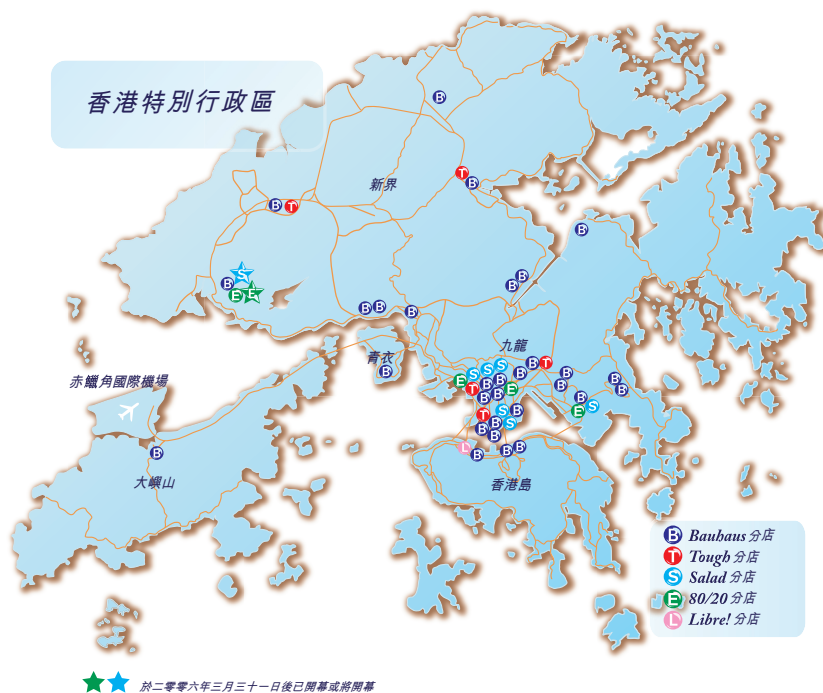 香港特別行政區
B
新界
T
B
B T
B
S
B
E E
B
B
B B
B
九龍
青衣
B
赤鱲角國際機場
B
大嶼山
香港島
L
B
B B
B Bauhaus 分店
T Tough 分店
S Salad 分店
E 80/20 分店
L Libre! 分店
於二零零六年三月三十一日後已開幕或將開幕